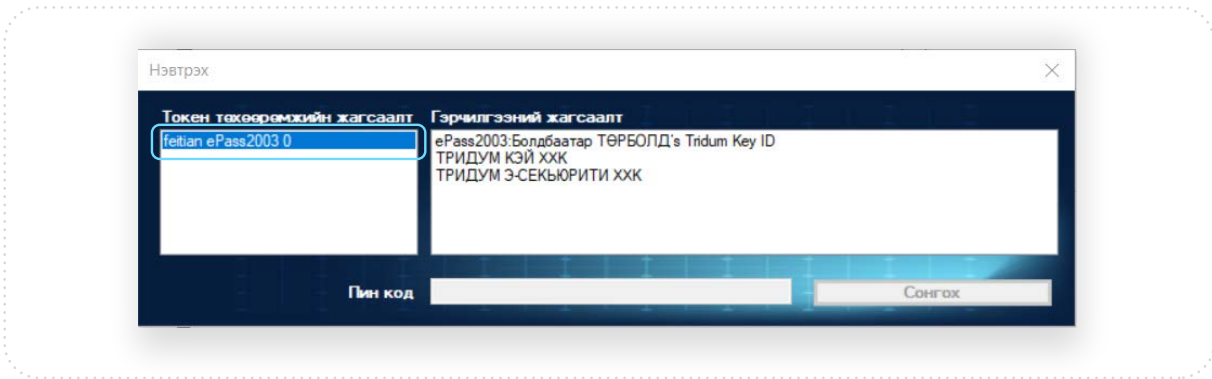 Нэвтрэх
Токен төхөөрөмжийн жагсаалт
feitian ePass2003 0
Гэрчилгээний жагсаалт
ePass2003:Болдбаатар ТӨРБОЛД's Tridum Key ID
ТРИДУМ КЭЙ ХХК
ТРИДУМ Э-СЕКЬЮРИТИ ХХК
Пин код
Сонгох